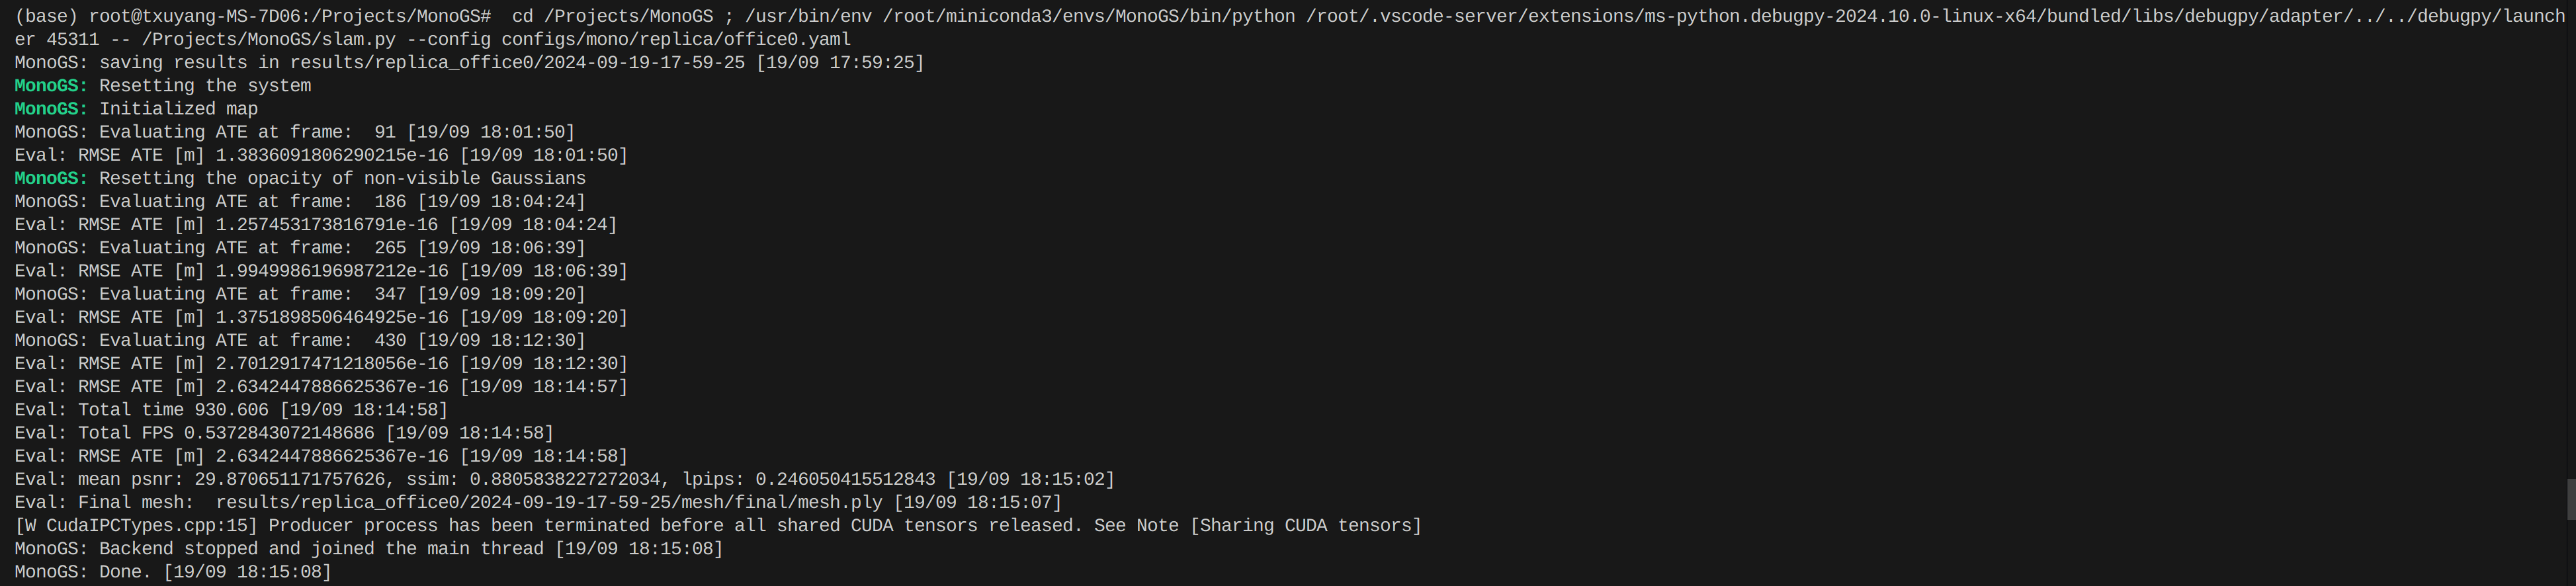 (base) root@txuyang-MS-7D06:/Projects/MonoGS#  cd /Projects/MonoGS ; /usr/bin/env /root/miniconda3/envs/MonoGS/bin/python /root/.vscode-server/extensions/ms-python.debugpy-2024.10.0-linux-x64/bundled/libs/debugpy/adapter/../../debugpy/launch
er 45311 -- /Projects/MonoGS/slam.py --config configs/mono/replica/office0.yaml
MonoGS: saving results in results/replica_office0/2024-09-19-17-59-25 [19/09 17:59:25]
MonoGS: Resetting the system
MonoGS: Initialized map
MonoGS: Evaluating ATE at frame:  91 [19/09 18:01:50]
Eval: RMSE ATE [m] 1.3836091806290215e-16 [19/09 18:01:50]
MonoGS: Resetting the opacity of non-visible Gaussians
MonoGS: Evaluating ATE at frame:  186 [19/09 18:04:24]
Eval: RMSE ATE [m] 1.257453173816791e-16 [19/09 18:04:24]
MonoGS: Evaluating ATE at frame:  265 [19/09 18:06:39]
Eval: RMSE ATE [m] 1.9949986196987212e-16 [19/09 18:06:39]
MonoGS: Evaluating ATE at frame:  347 [19/09 18:09:20]
Eval: RMSE ATE [m] 1.3751898506464925e-16 [19/09 18:09:20]
MonoGS: Evaluating ATE at frame:  430 [19/09 18:12:30]
Eval: RMSE ATE [m] 2.7012917471218056e-16 [19/09 18:12:30]
Eval: RMSE ATE [m] 2.6342447886625367e-16 [19/09 18:14:57]
Eval: Total time 930.606 [19/09 18:14:58]
Eval: Total FPS 0.5372843072148686 [19/09 18:14:58]
Eval: RMSE ATE [m] 2.6342447886625367e-16 [19/09 18:14:58]
Eval: mean psnr: 29.870651171757626, ssim: 0.8805838227272034, lpips: 0.246050415512843 [19/09 18:15:02]
Eval: Final mesh:  results/replica_office0/2024-09-19-17-59-25/mesh/final/mesh.ply [19/09 18:15:07]
[W CudaIPCTypes.cpp:15] Producer process has been terminated before all shared CUDA tensors released. See Note [Sharing CUDA tensors]
MonoGS: Backend stopped and joined the main thread [19/09 18:15:08]
MonoGS: Done. [19/09 18:15:08]